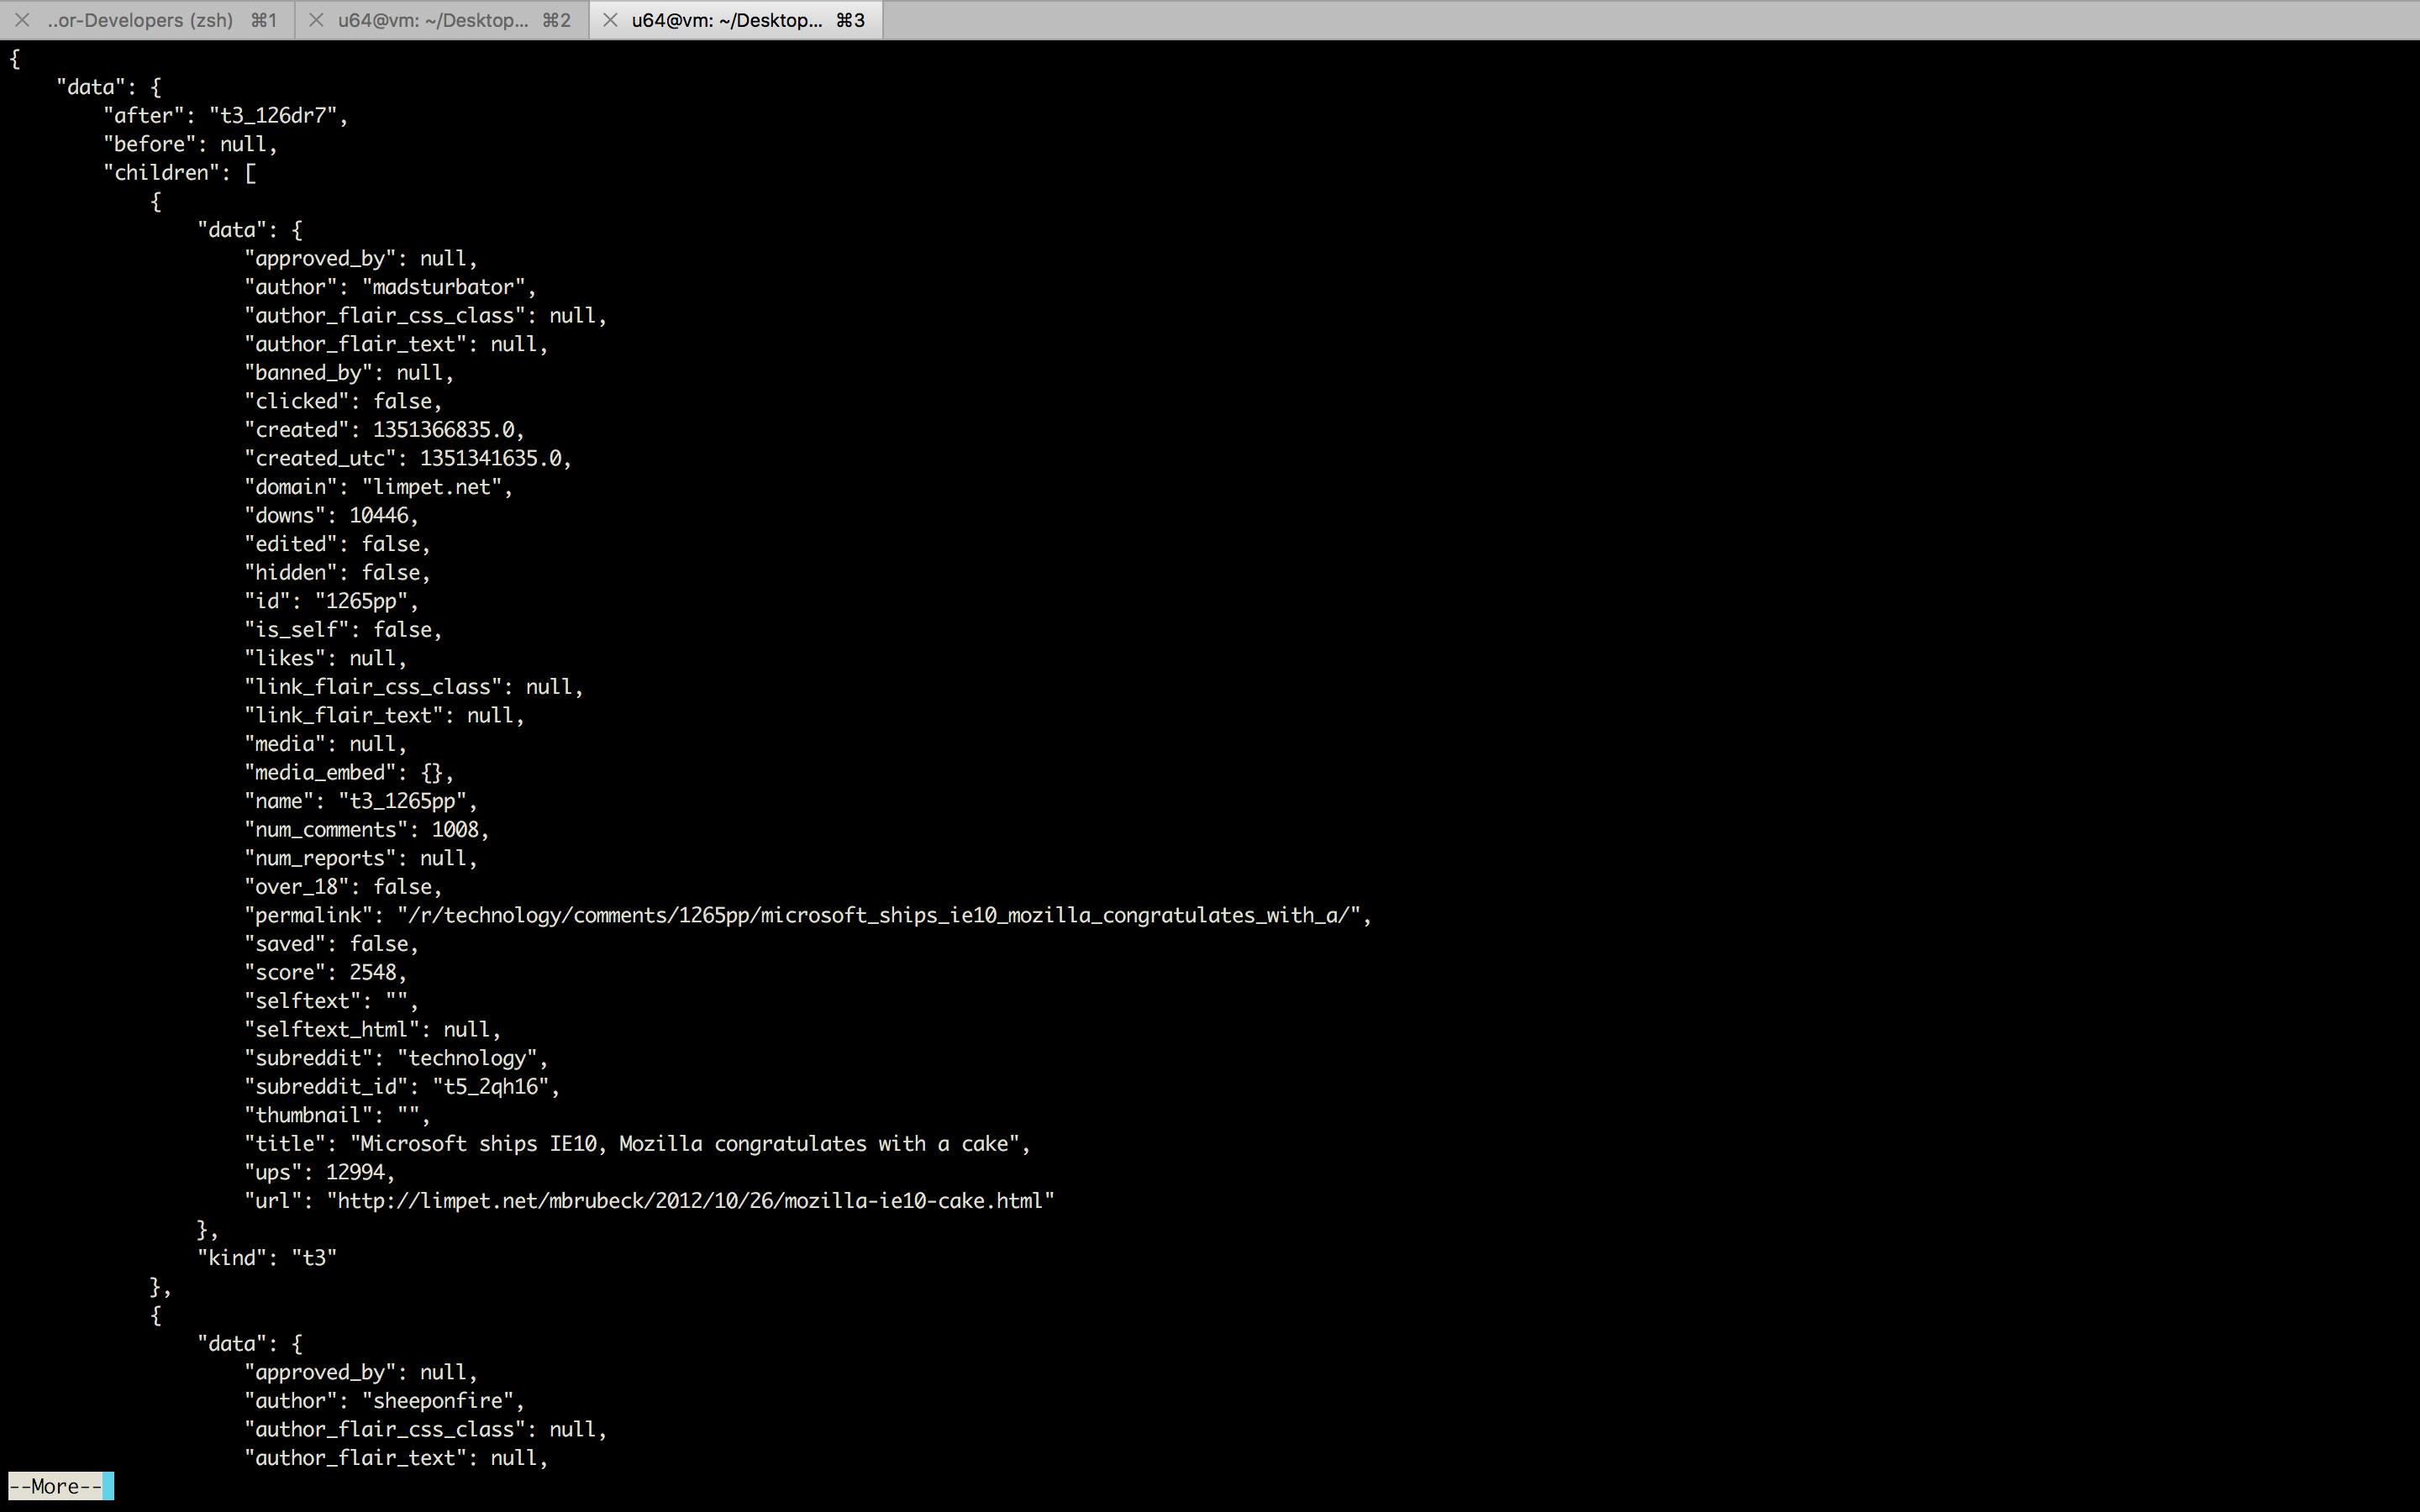 ..or-Developers (zsh) ⌘1 u64@vm: ~/Desktop... ⌘2 u64@vm: ~/Desktop... ⌘3
{
    "data": {
        "after": "t3_126dr7",
        "before": null,
        "children": [
            {
                "data": {
                    "approved_by": null,
                    "author": "madsturbator",
                    "author_flair_css_class": null,
                    "author_flair_text": null,
                    "banned_by": null,
                    "clicked": false,
                    "created": 1351366835.0,
                    "created_utc": 1351341635.0,
                    "domain": "limpet.net",
                    "downs": 10446,
                    "edited": false,
                    "hidden": false,
                    "id": "1265pp",
                    "is_self": false,
                    "likes": null,
                    "link_flair_css_class": null,
                    "link_flair_text": null,
                    "media": null,
                    "media_embed": {},
                    "name": "t3_1265pp",
                    "num_comments": 1008,
                    "num_reports": null,
                    "over_18": false,
                    "permalink": "/r/technology/comments/1265pp/microsoft_ships_ie10_mozilla_congratulates_with_a/",
                    "saved": false,
                    "score": 2548,
                    "selftext": "",
                    "selftext_html": null,
                    "subreddit": "technology",
                    "subreddit_id": "t5_2qh16",
                    "thumbnail": "",
                    "title": "Microsoft ships IE10, Mozilla congratulates with a cake",
                    "ups": 12994,
                    "url": "http://limpet.net/mbrubeck/2012/10/26/mozilla-ie10-cake.html"
                },
                "kind": "t3"
            },
            {
                "data": {
                    "approved_by": null,
                    "author": "sheeponfire",
                    "author_flair_css_class": null,
                    "author_flair_text": null,
--More--